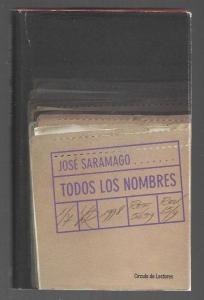 JOSÉ SARAMAGO .......
TODOS LOS NOMBRES
Círculo de Lectores